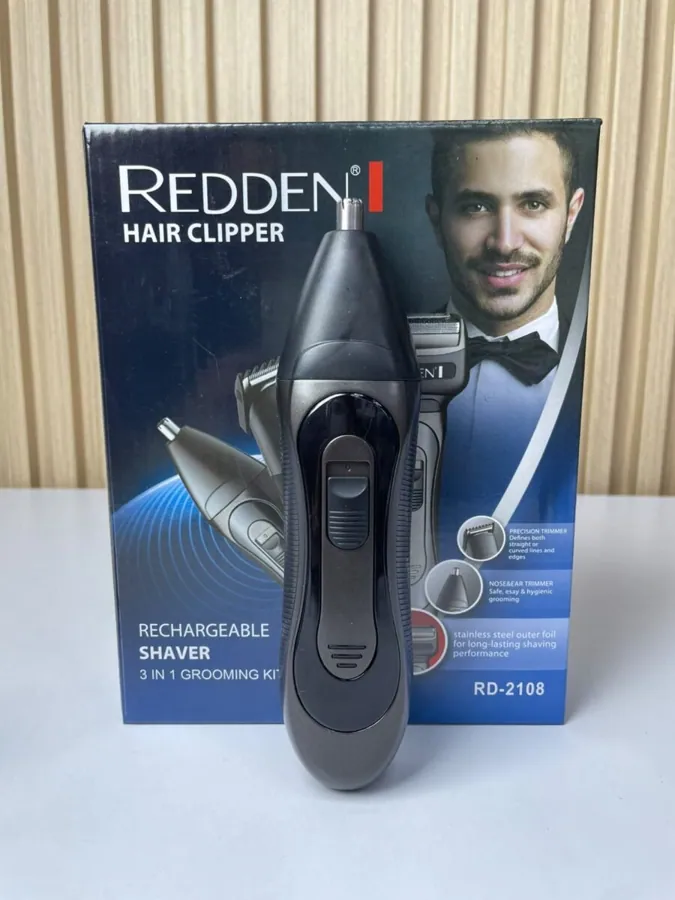 REDDEN®
HAIR CLIPPER
EN
PRECISION TRIMMER
Defines both
straight or
curved lines and
edges
NOSE&EAR TRIMMER
Safe, esay & hygienic
grooming
stainless steel outer foil
for long-lasting shaving
performance
RECHARGEABLE
SHAVER
3 IN 1 GROOMING KIT
RD-2108